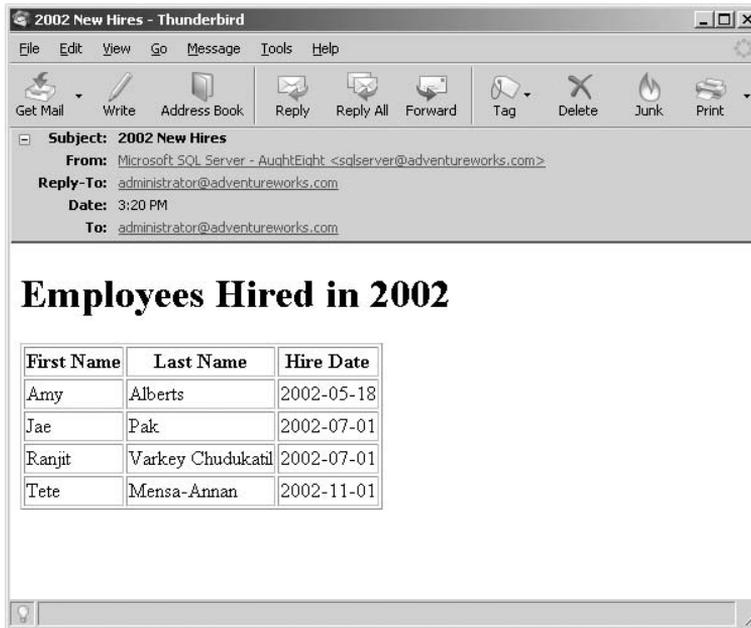 2002 New Hires - Thunderbird
File Edit View Go Message Tools Help
Get Mail Write Address Book Reply Reply All Forward Tag Delete Junk Print
Subject: 2002 New Hires
From: Microsoft SQL Server - AughtEight <sqlserver@adventureworks.com>
Reply-To: administrator@adventureworks.com
Date: 3:20 PM
To: administrator@adventureworks.com
Employees Hired in 2002
First Name Last Name Hire Date
Amy Alberts 2002-05-18
Jae Pak 2002-07-01
Ranjit Varkey Chudukatil 2002-07-01
Tete Mensa-Annan 2002-11-01